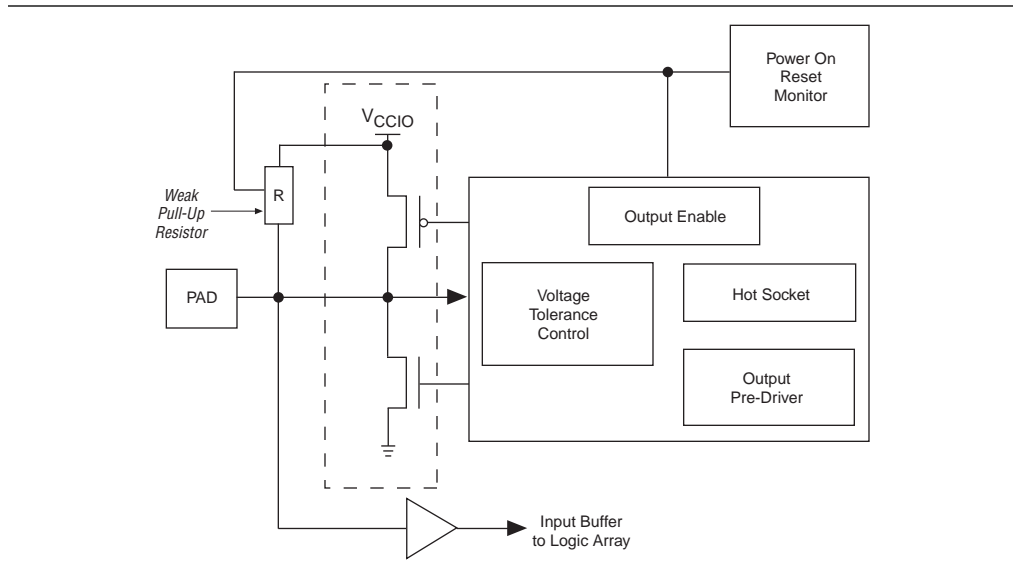 Power On
Reset
Monitor
VCCIO
R
Weak
Pull-Up
Resistor
Output Enable
PAD
Voltage
Tolerance
Control
Hot Socket
Output
Pre-Driver
Input Buffer
to Logic Array